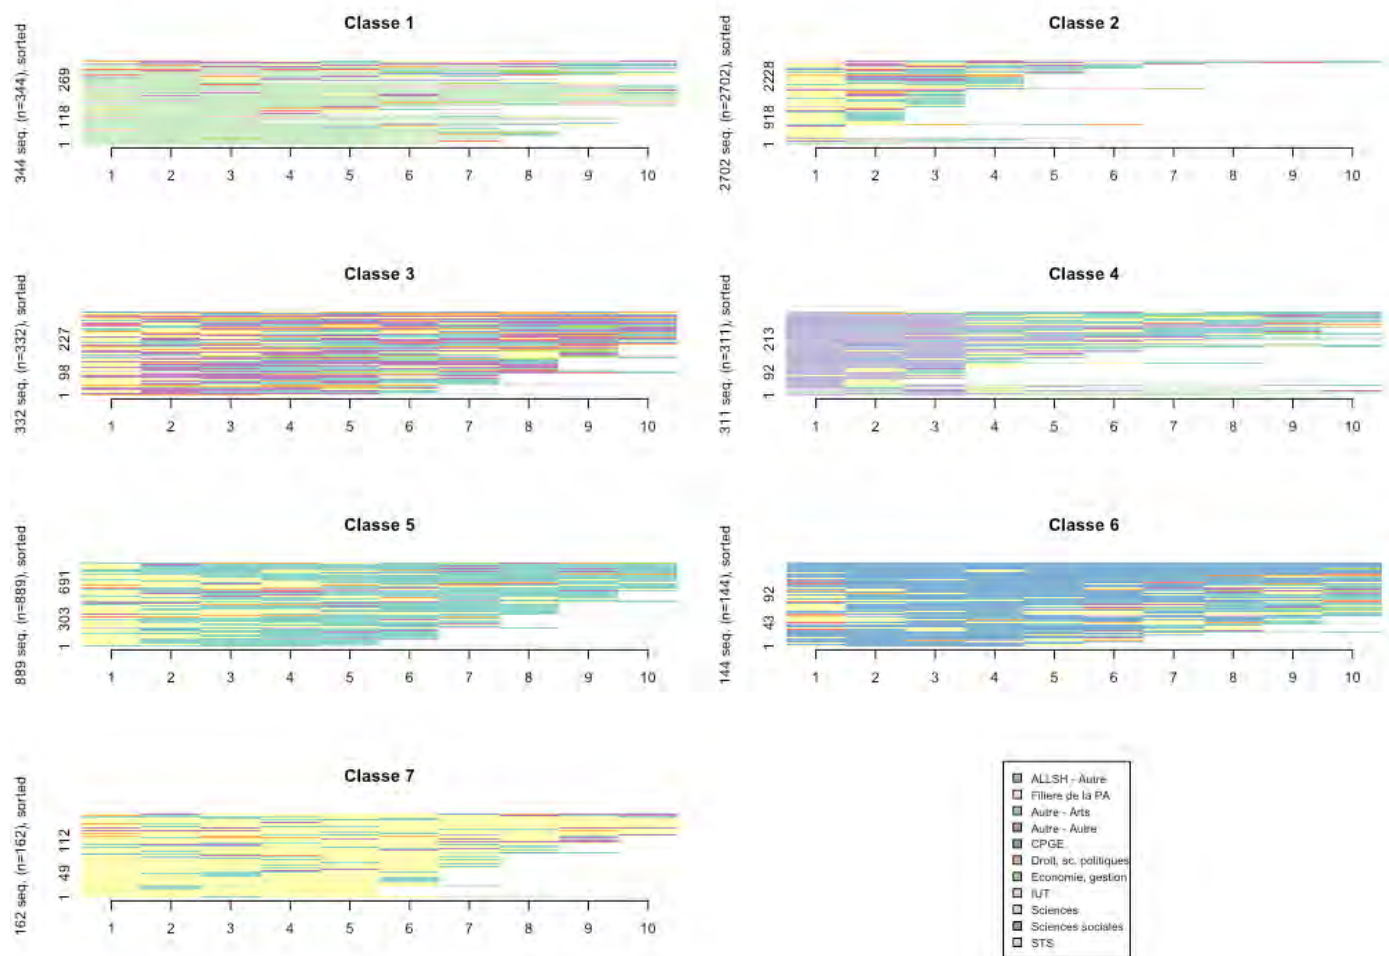 Classe 1
344 seq. (n=344), sorted
1 118 269
1 2 3 4 5 6 7 8 9 10
Classe 2
2702 seq. (n=2702), sorted
1 918 2228
1 2 3 4 5 6 7 8 9 10
Classe 3
332 seq. (n=332), sorted
1 98 227
1 2 3 4 5 6 7 8 9 10
Classe 4
311 seq. (n=311), sorted
1 92 213
1 2 3 4 5 6 7 8 9 10
Classe 5
889 seq. (n=889), sorted
1 303 691
1 2 3 4 5 6 7 8 9 10
Classe 6
144 seq. (n=144), sorted
1 43 92
1 2 3 4 5 6 7 8 9 10
Classe 7
162 seq. (n=162), sorted
1 49 112
1 2 3 4 5 6 7 8 9 10
ALLSH - Autre
Filiere de la PA
Autre - Arts
Autre - Autre
CPGE
Droit, sc. politiques
Economie, gestion
IUT
Sciences
Sciences sociales
STS